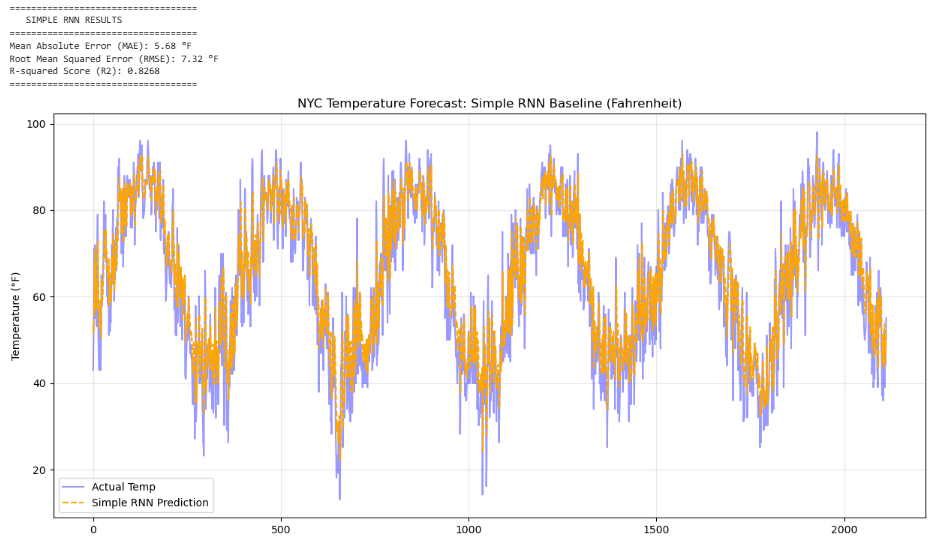 ===================================
SIMPLE RNN RESULTS
===================================
Mean Absolute Error (MAE): 5.68 °F
Root Mean Squared Error (RMSE): 7.32 °F
R-squared Score (R2): 0.8268
===================================
NYC Temperature Forecast: Simple RNN Baseline (Fahrenheit)
100
80
60
40
20
Temperature (°F)
Actual Temp
Simple RNN Prediction
0
500
1000
1500
2000